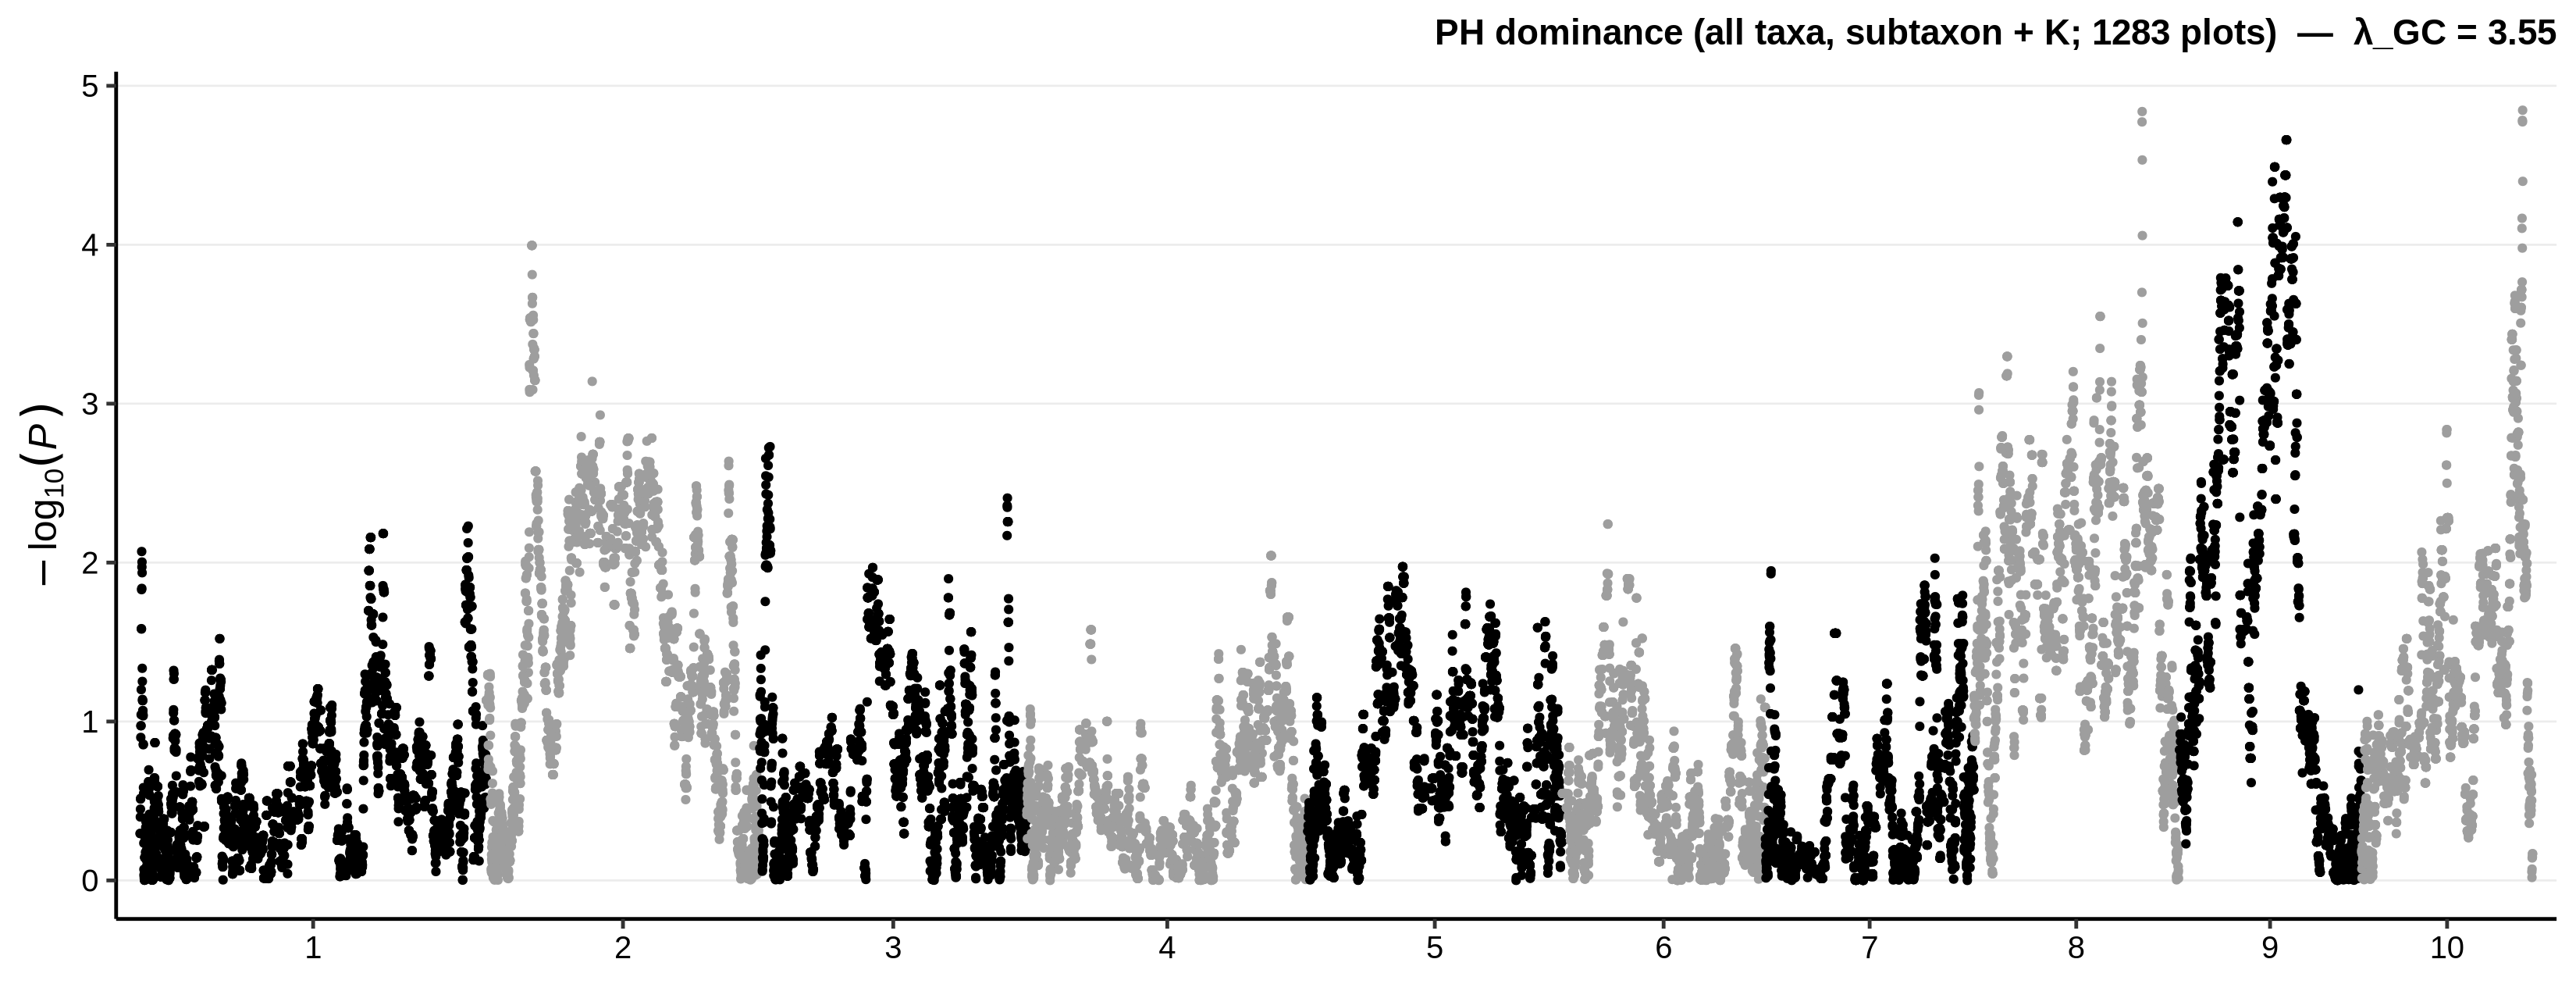 PH dominance (all taxa, subtaxon + K; 1283 plots) — λ_GC = 3.55
5
4
3
2
1
0
− log₁₀(P)
1 2 3 4 5 6 7 8 9 10